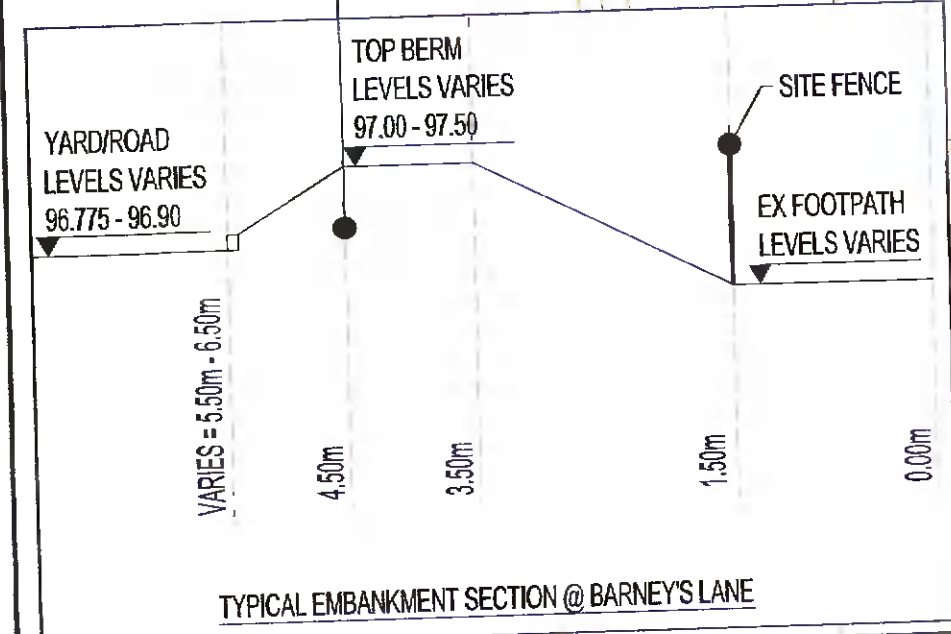 TOP BERM
LEVELS VARIES
97.00 - 97.50
SITE FENCE
YARD/ROAD
LEVELS VARIES
96.775 - 96.90
EX FOOTPATH
LEVELS VARIES
VARIES = 5.50m - 6.50m
4.50m
3.50m
1.50m
0.00m
TYPICAL EMBANKMENT SECTION @ BARNEY'S LANE